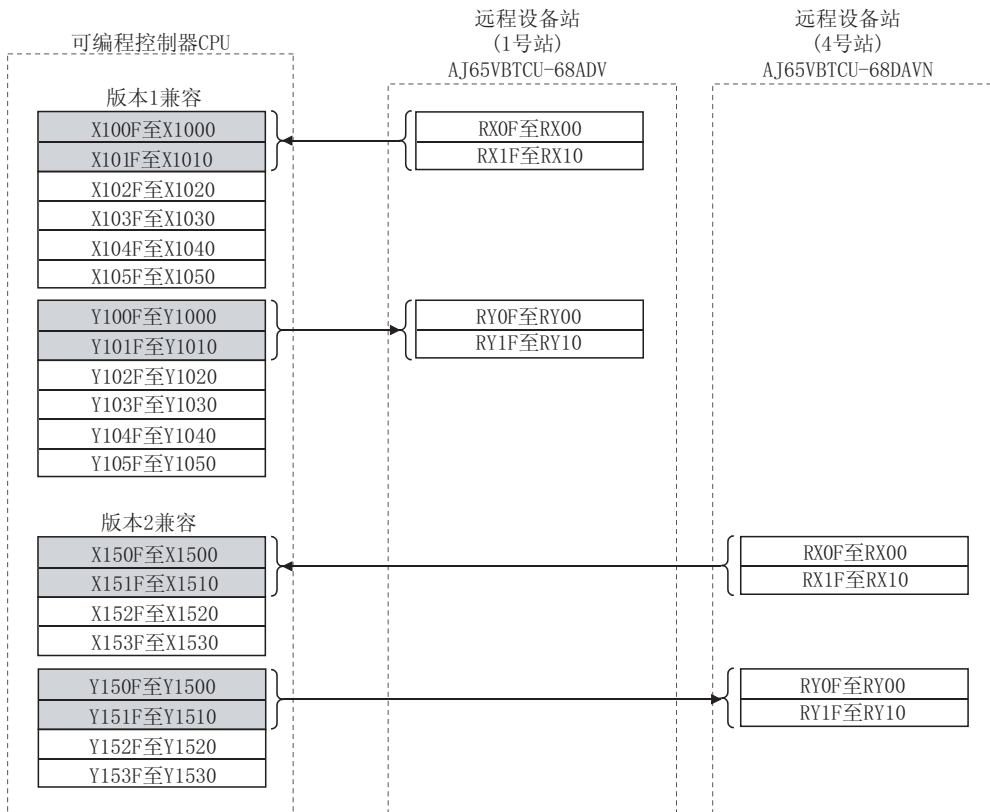 可编程控制器CPU
远程设备站
(1号站)
AJ65VBTCU-68ADV
远程设备站
(4号站)
AJ65VBTCU-68DAVN
版本1兼容
X100F至X1000
X101F至X1010
X102F至X1020
X103F至X1030
X104F至X1040
X105F至X1050
RX0F至RX00
RX1F至RX10
Y100F至Y1000
Y101F至Y1010
Y102F至Y1020
Y103F至Y1030
Y104F至Y1040
Y105F至Y1050
RY0F至RY00
RY1F至RY10
版本2兼容
X150F至X1500
X151F至X1510
X152F至X1520
X153F至X1530
RX0F至RX00
RX1F至RX10
Y150F至Y1500
Y151F至Y1510
Y152F至Y1520
Y153F至Y1530
RY0F至RY00
RY1F至RY10